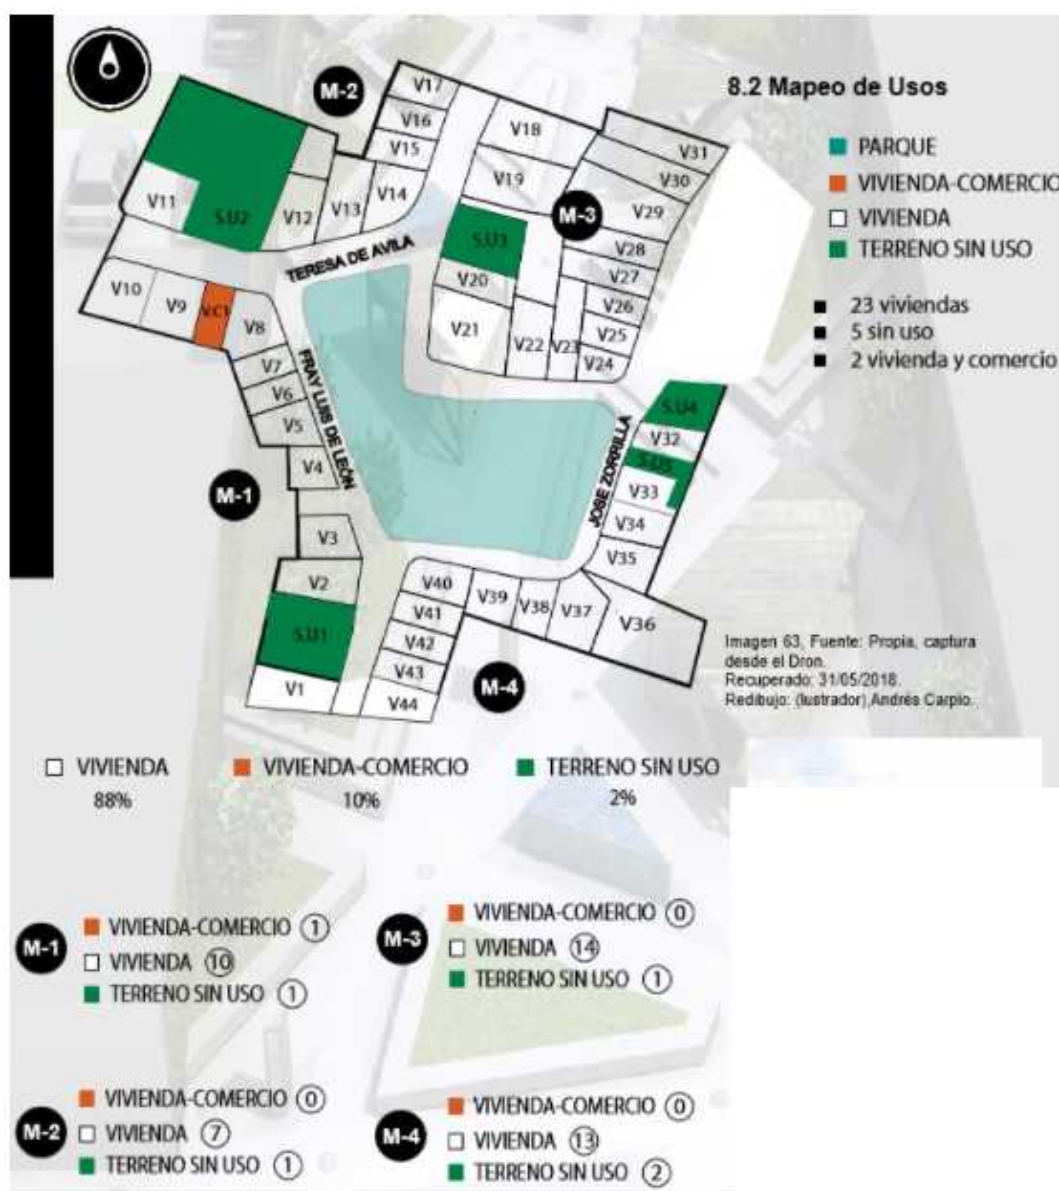 8.2 Mapeo de Usos
PARQUE
VIVIENDA-COMERCIO
VIVIENDA
TERRENO SIN USO
23 viviendas
5 sin uso
2 vivienda y comercio
M-2
V17
V16
V15
V18
V31
V30
V19
V29
V11
S.U2
V12
V13
V14
M-3
S.U3
V28
TERESA DE AVILA
V27
V20
V26
V10
V9
V.C1
V8
V21
V22
V23
V25
V24
V7
V6
V5
FRAY LUIS DE LEÓN
V4
S.U4
V32
S.U5
V33
JOSE ZORRILLA
V34
V35
M-1
V3
V2
V40
V39
V38
V37
V36
V41
S.U1
V42
V43
V1
V44
M-4
Imagen 63, Fuente: Propia, captura
desde el Dron.
Recuperado: 31/05/2018.
Redibujo: (lustrador),Andrés Carpio.
VIVIENDA VIVIENDA-COMERCIO TERRENO SIN USO
88% 10% 2%
M-1
VIVIENDA-COMERCIO 1
VIVIENDA 10
TERRENO SIN USO 1
M-3
VIVIENDA-COMERCIO 0
VIVIENDA 14
TERRENO SIN USO 1
M-2
VIVIENDA-COMERCIO 0
VIVIENDA 7
TERRENO SIN USO 1
M-4
VIVIENDA-COMERCIO 0
VIVIENDA 13
TERRENO SIN USO 2